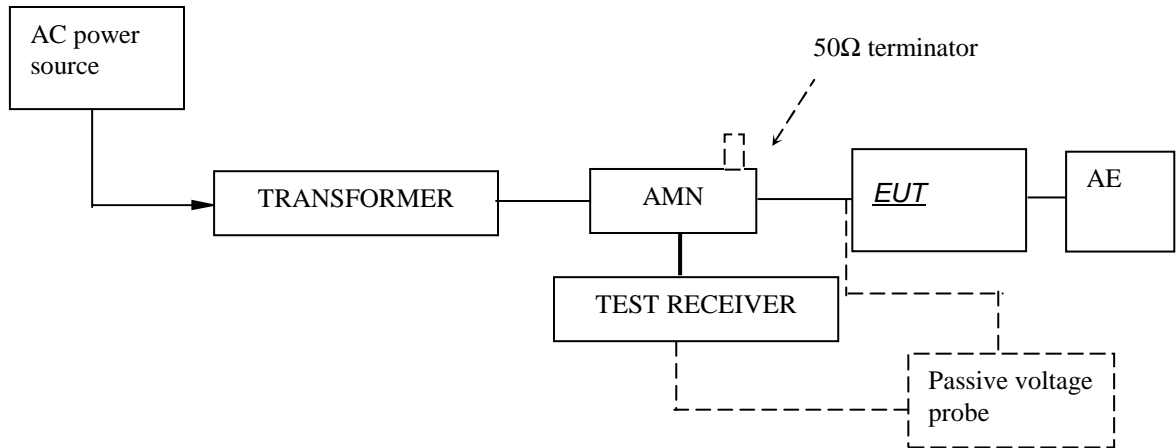 AC power
source
50Ω terminator
TRANSFORMER
AMN
EUT
AE
TEST RECEIVER
Passive voltage
probe